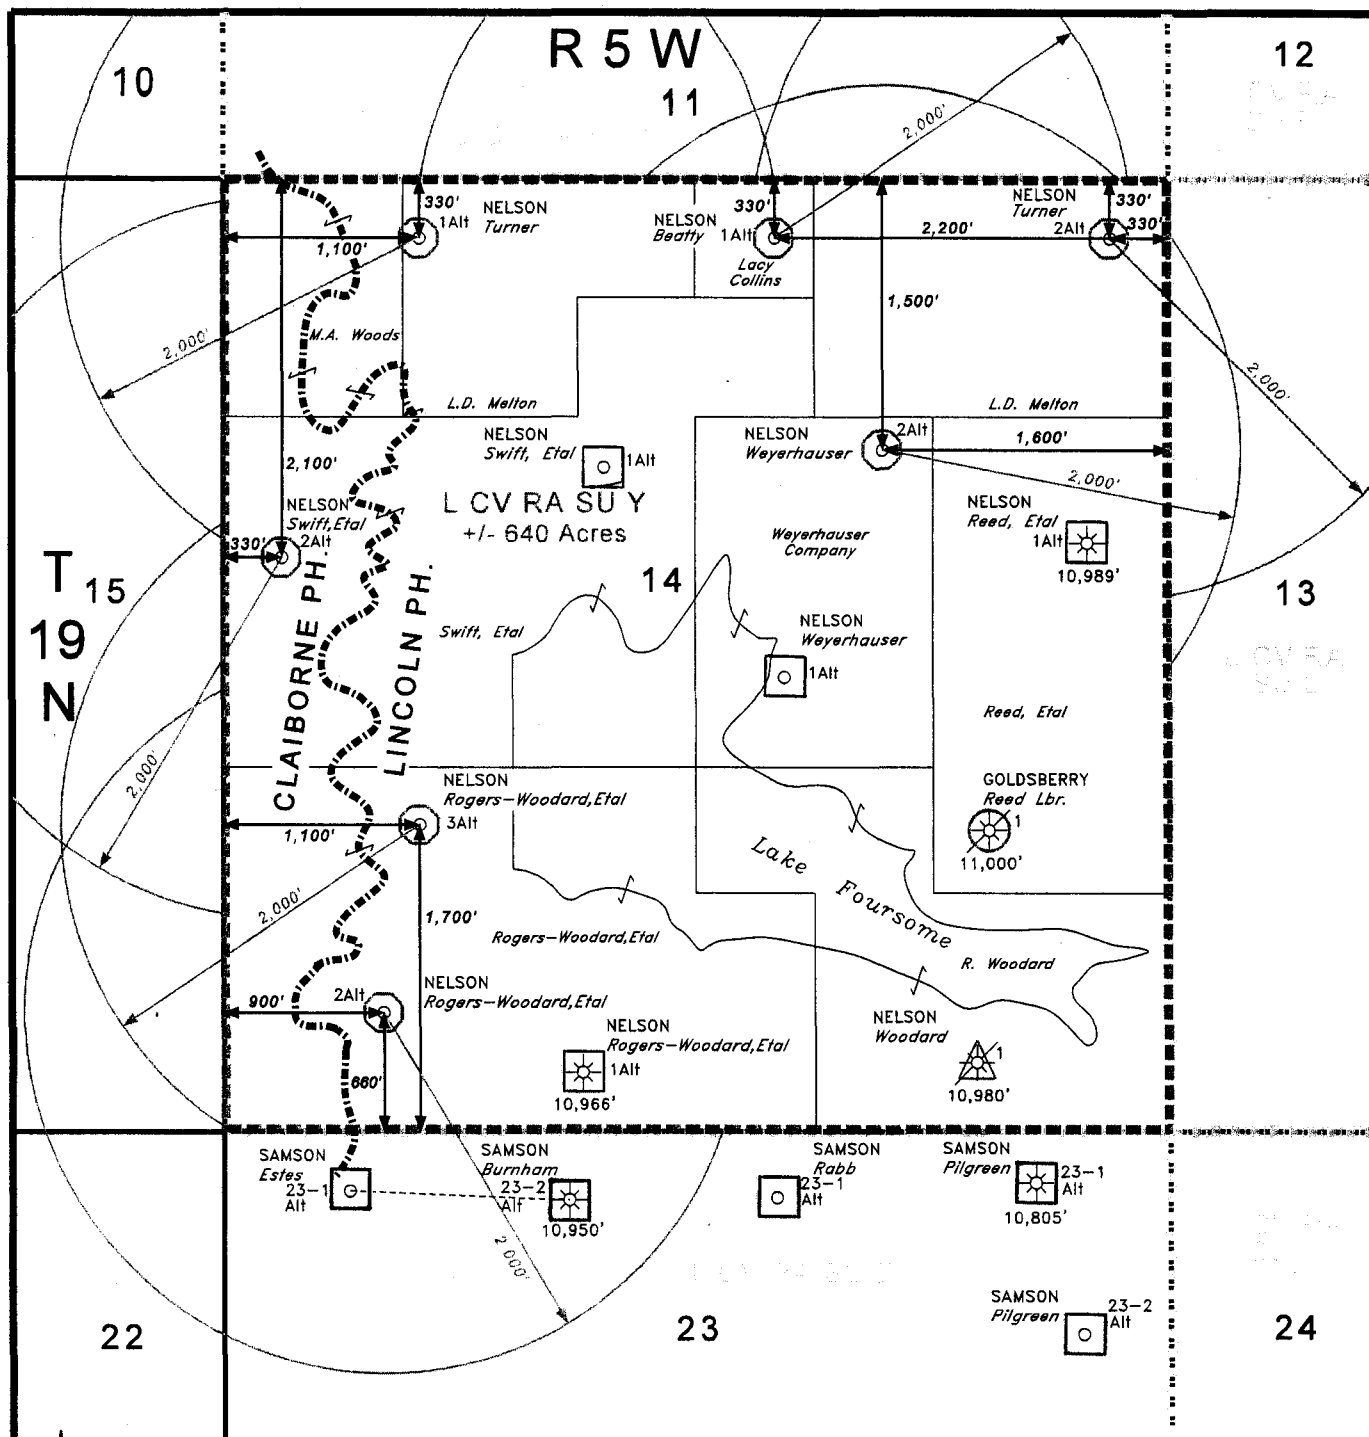 R 5 W
10
11
12
330'
NELSON
Turner
1Alt
1,100'
NELSON
Beatty
330'
1Alt
Lacy
Collins
2,000'
2,200'
NELSON
Turner
2Alt
330'
330'
1,500'
M.A. Woods
2,000'
L.D. Melton
L.D. Melton
2,000'
NELSON
Swift, Etal
1Alt
NELSON
Weyerhauser
2Alt
1,600'
2,100'
2,000'
L CV RA SU Y
+/- 640 Acres
NELSON
Swift,Etal
2Alt
330'
NELSON
Reed, Etal
1Alt
10,989'
Weyerhauser
Company
T
19
N
15
14
13
CLAIBORNE PH.
LINCOLN PH.
Swift, Etal
NELSON
Weyerhauser
1Alt
L CV RA
Reed, Etal
2,000'
NELSON
Rogers-Woodard,Etal
3Alt
1,100'
GOLDSBERRY
Reed Lbr.
1
11,000'
Lake Foursome
2,000'
1,700'
Rogers-Woodard,Etal
R. Woodard
900'
2Alt
NELSON
Rogers-Woodard,Etal
NELSON
Woodard
1
10,980'
NELSON
Rogers-Woodard,Etal
1Alt
10,966'
660'
SAMSON
Estes
23-1
Alt
SAMSON
Burnham
23-2
Alt
10,950'
SAMSON
Rabb
23-1
Alt
SAMSON
Pilgreen
23-1
Alt
10,805'
2,000'
SAMSON
Pilgreen
23-2
Alt
22
23
24